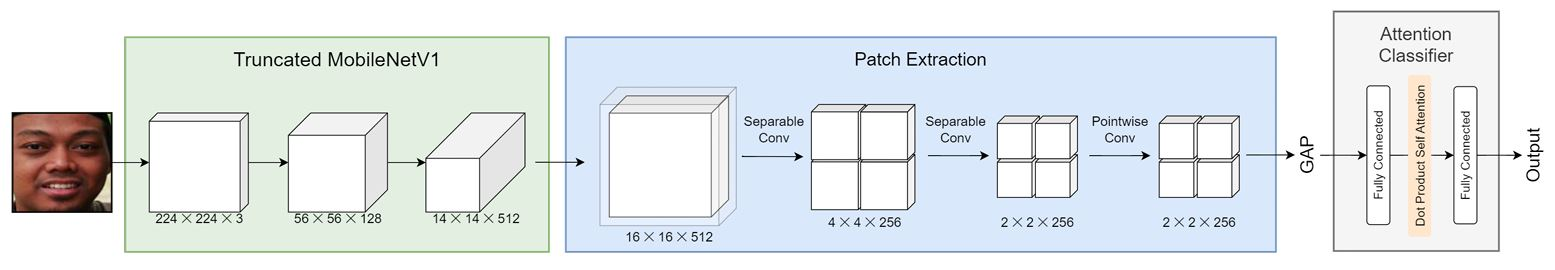 Truncated MobileNetV1
224 × 224 × 3
56 × 56 × 128
14 × 14 × 512
Patch Extraction
16 × 16 × 512
Separable
Conv
4 × 4 × 256
Separable
Conv
2 × 2 × 256
Pointwise
Conv
2 × 2 × 256
GAP
Attention
Classifier
Fully Connected
Dot Product Self Attention
Fully Connected
Output